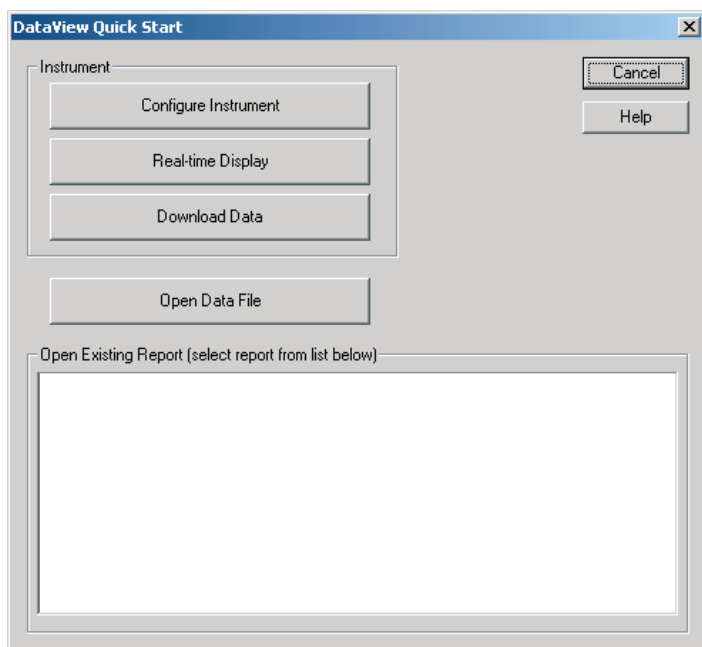 DataView Quick Start
Instrument
Configure Instrument
Real-time Display
Download Data
Cancel
Help
Open Data File
Open Existing Report (select report from list below)